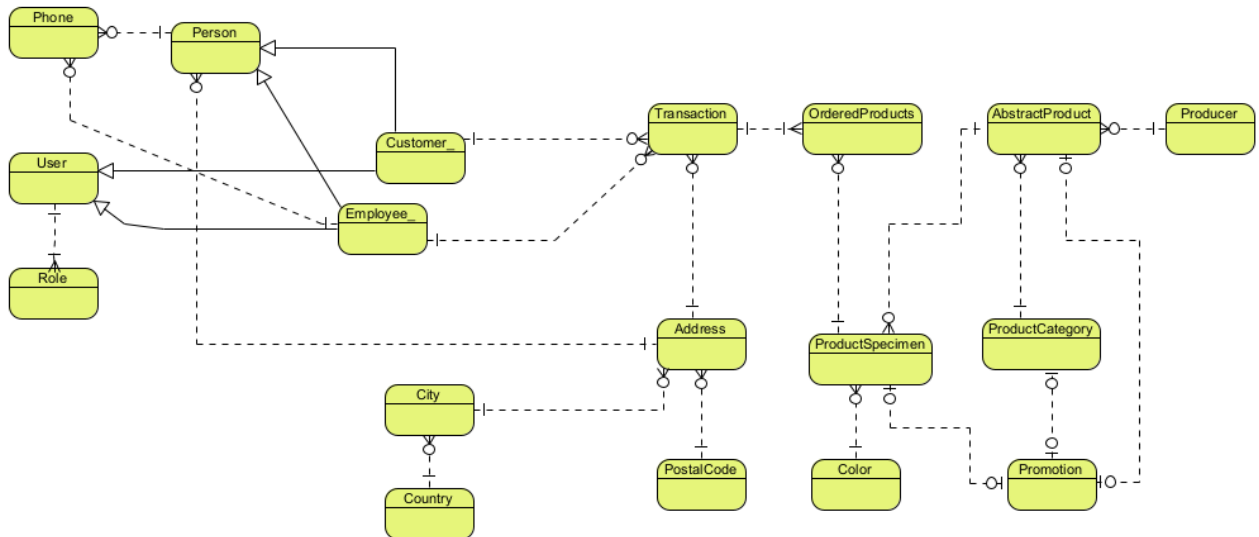 Phone
Person
Transaction
OrderedProducts
AbstractProduct
Producer
Customer_
User
Employee_
Role
Address
ProductSpecimen
ProductCategory
City
PostalCode
Color
Promotion
Country